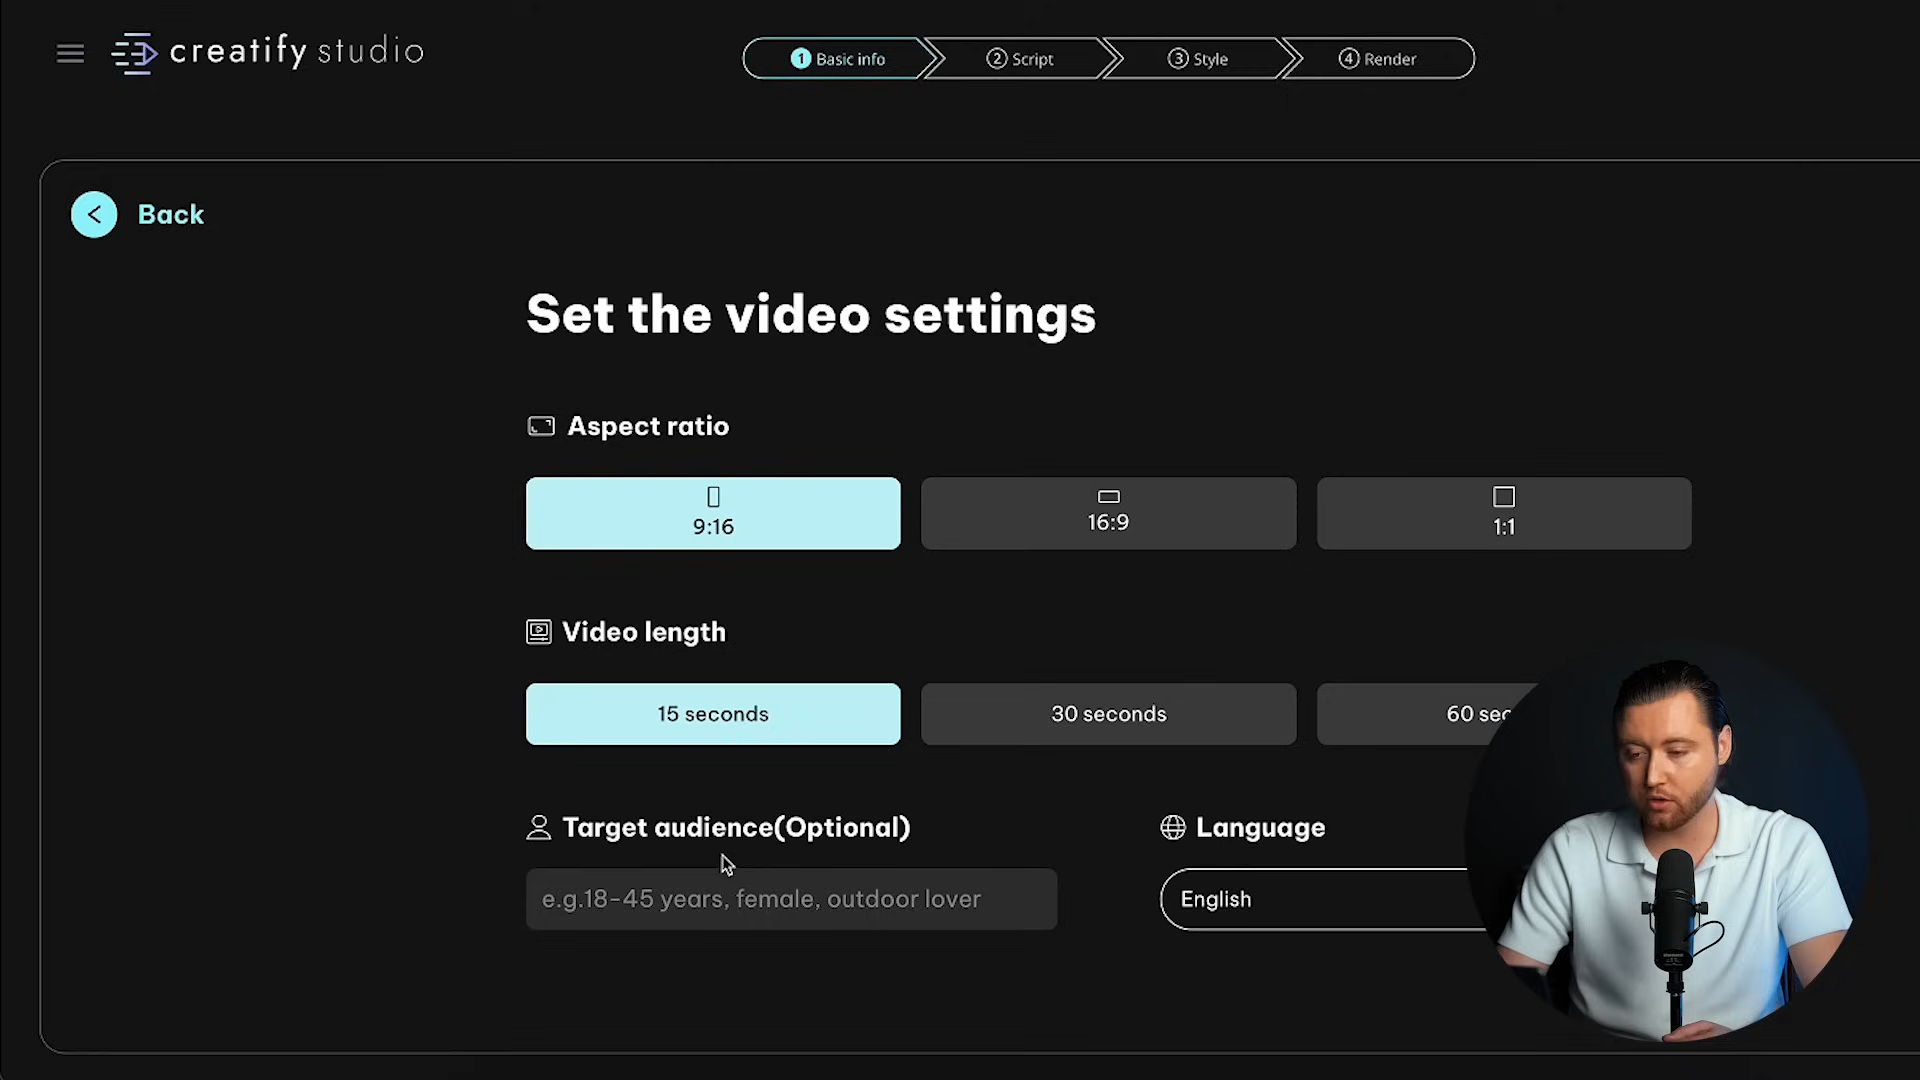 creatify studio
1 Basic info
2 Script
3 Style
4 Render
Back
Set the video settings
Aspect ratio
9:16
16:9
1:1
Video length
15 seconds
30 seconds
60 sec
Target audience(Optional)
Language
e.g.18-45 years, female, outdoor lover
English